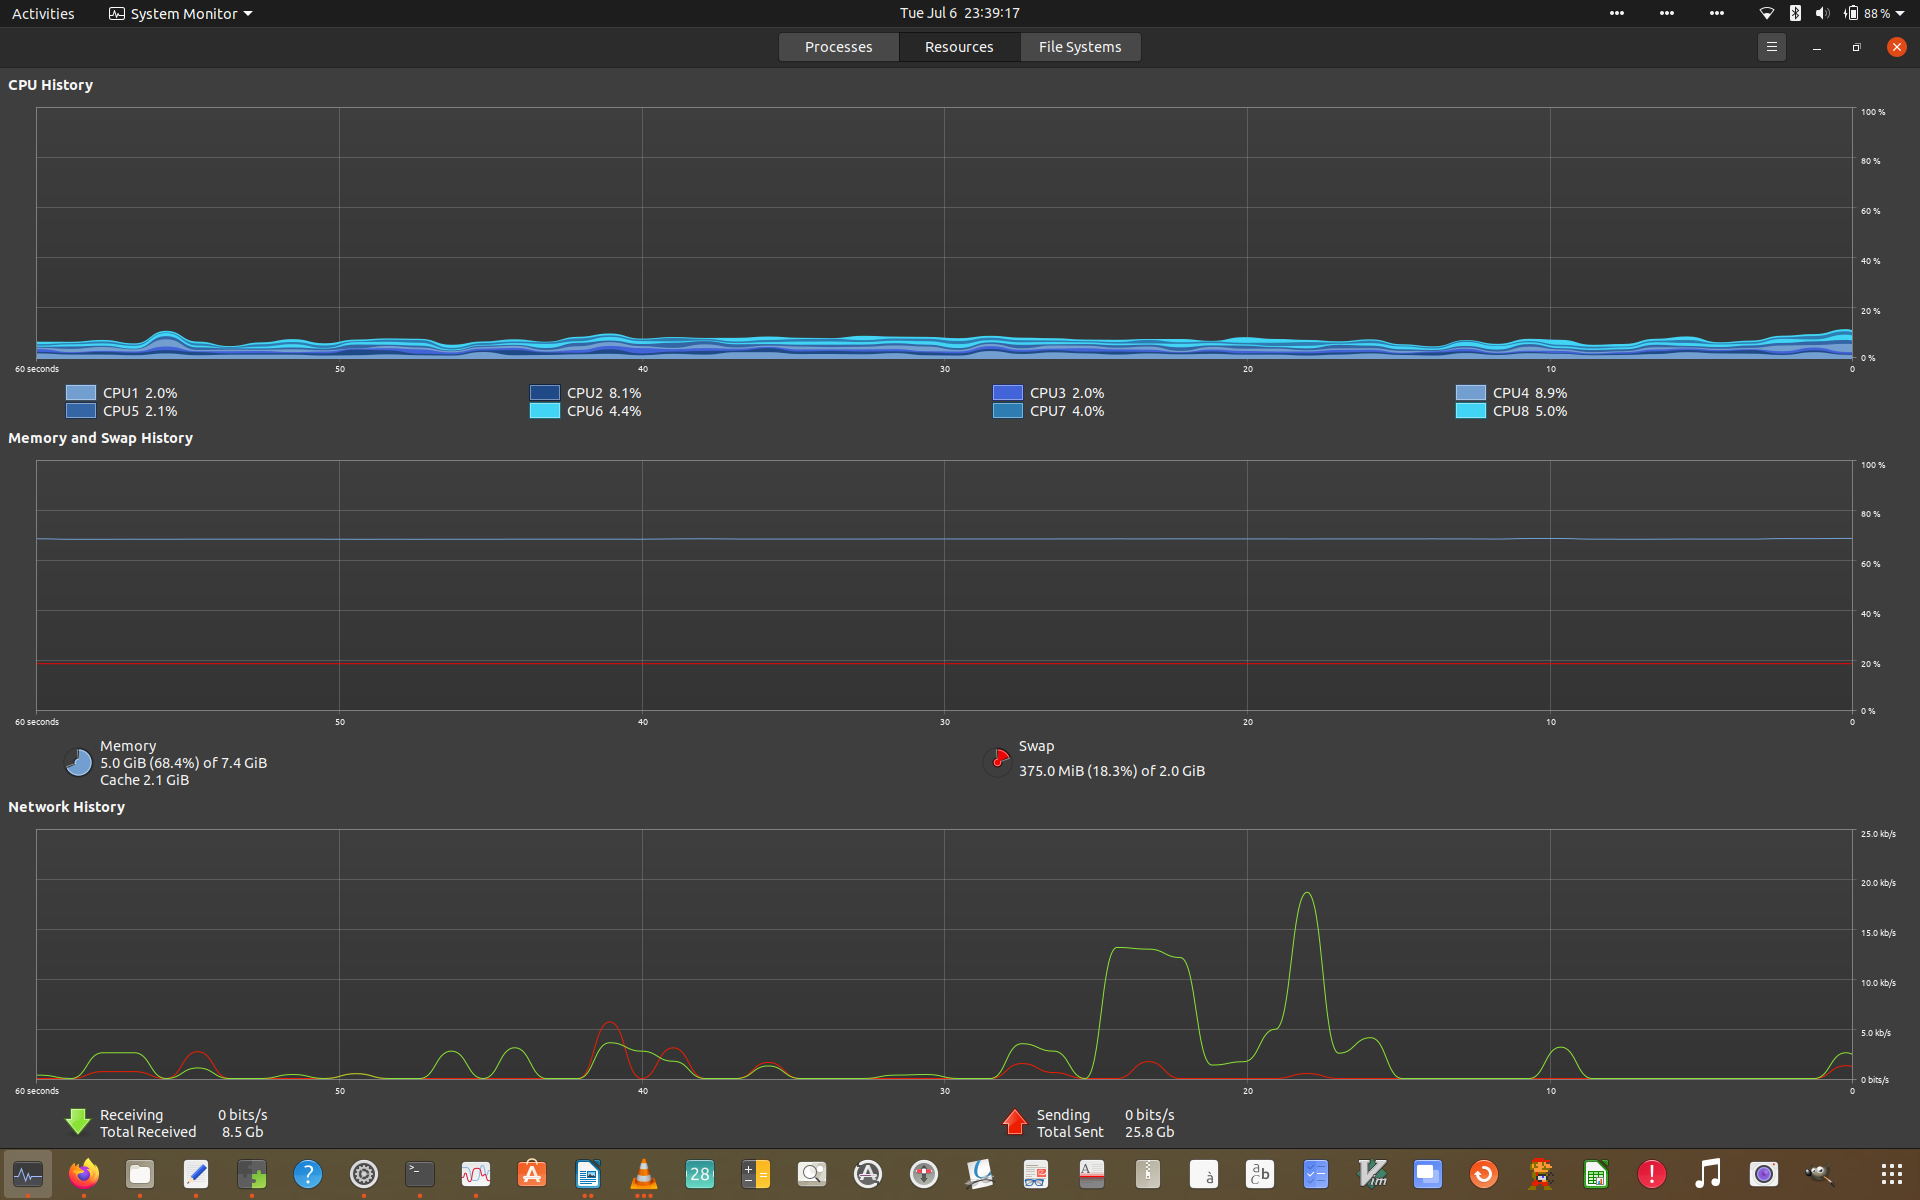 Activities System Monitor Tue Jul 6 23:39:17 88 %
Processes Resources File Systems
CPU History
100 %
80 %
60 %
40 %
20 %
0 %
60 seconds 50 40 30 20 10 0
CPU1 2.0% CPU2 8.1% CPU3 2.0% CPU4 8.9%
CPU5 2.1% CPU6 4.4% CPU7 4.0% CPU8 5.0%
Memory and Swap History
100 %
80 %
60 %
40 %
20 %
0 %
60 seconds 50 40 30 20 10 0
Memory
5.0 GiB (68.4%) of 7.4 GiB
Cache 2.1 GiB
Swap
375.0 MiB (18.3%) of 2.0 GiB
Network History
25.0 kb/s
20.0 kb/s
15.0 kb/s
10.0 kb/s
5.0 kb/s
0 bits/s
60 seconds 50 40 30 20 10 0
Receiving 0 bits/s Sending 0 bits/s
Total Received 8.5 Gb Total Sent 25.8 Gb
? >_ A 28 A à a b c Vim !